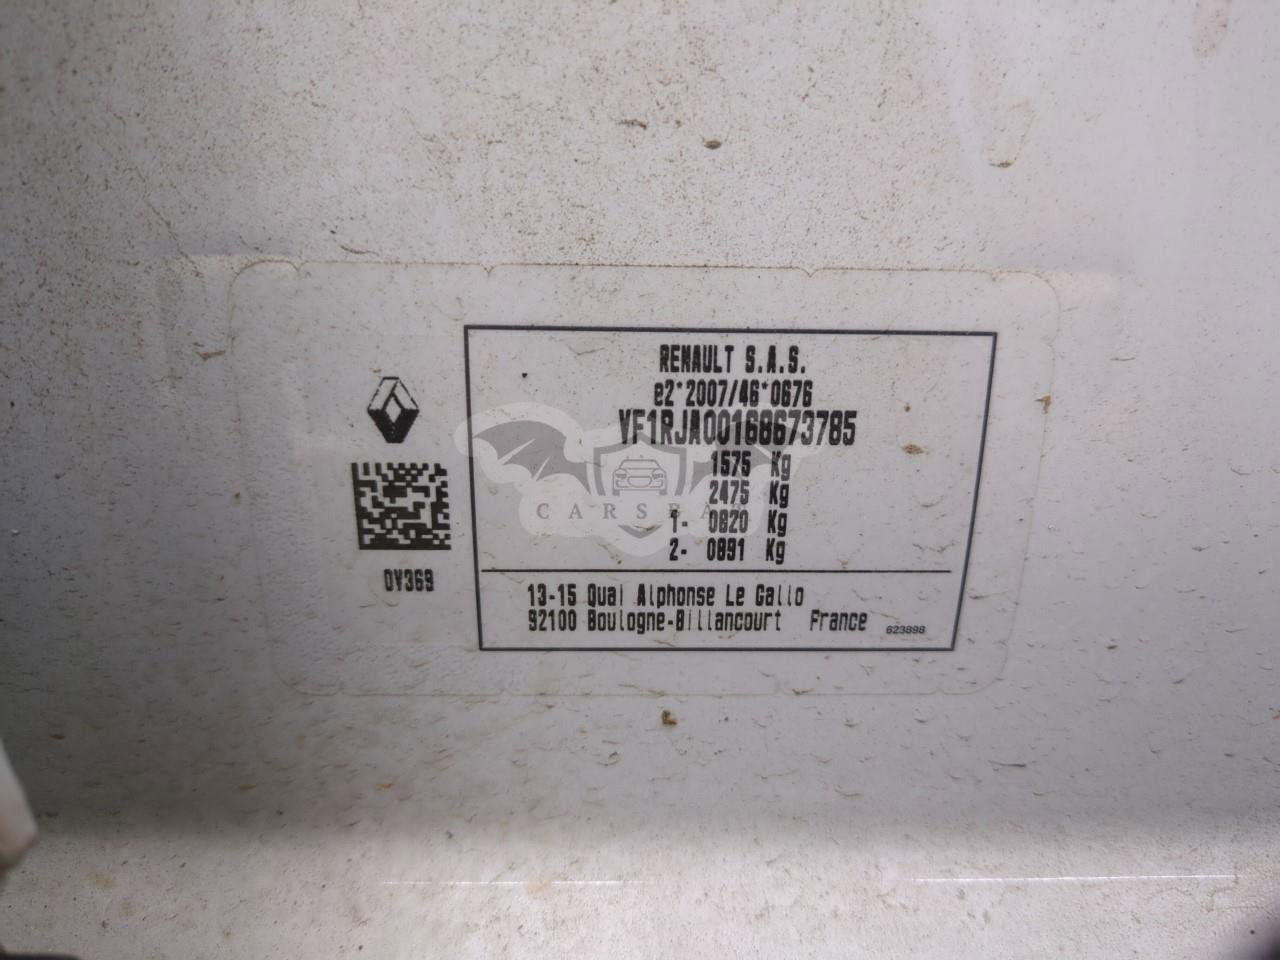 RENAULT S.A.S.
e2*2007/46*0676
VF1RJA00168673785
1575 Kg
2475 Kg
1- 0820 Kg
2- 0891 Kg
0V369
13-15 Quai Alphonse Le Gallo
92100 Boulogne-Billancourt France
623898